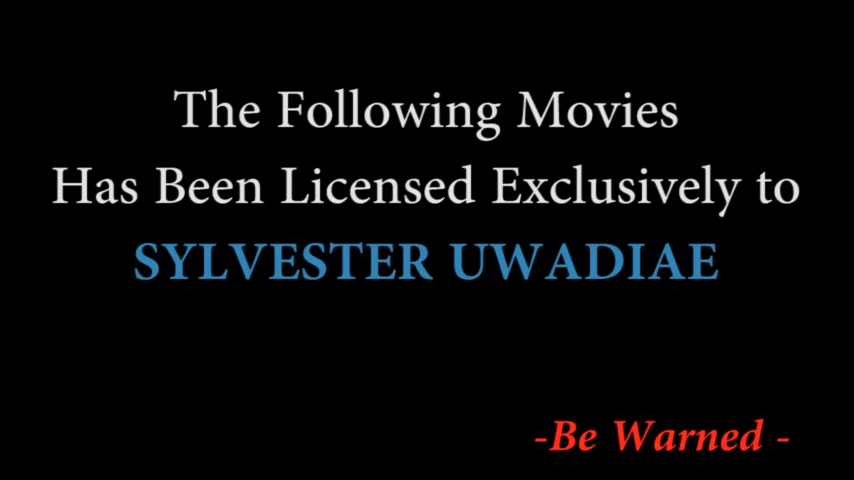 The Following Movies
Has Been Licensed Exclusively to
SYLVESTER UWADIAE
-Be Warned -